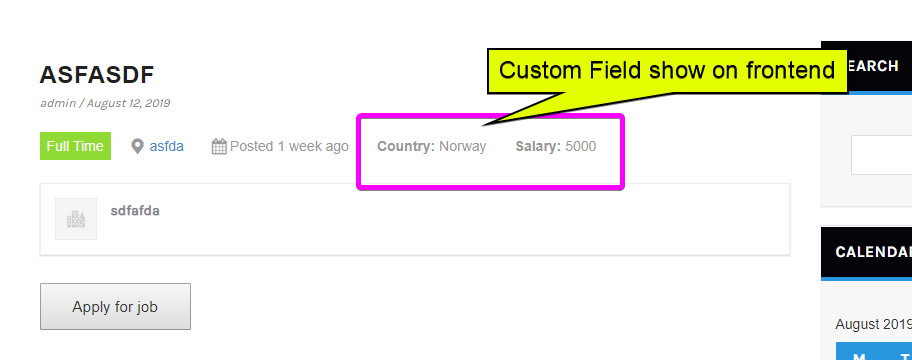 Custom Field show on frontend
ASFASDF
admin / August 12, 2019
Full Time asfda Posted 1 week ago Country: Norway Salary: 5000
sdfafda
Apply for job
EARCH
CALENDA
August 2019
M T